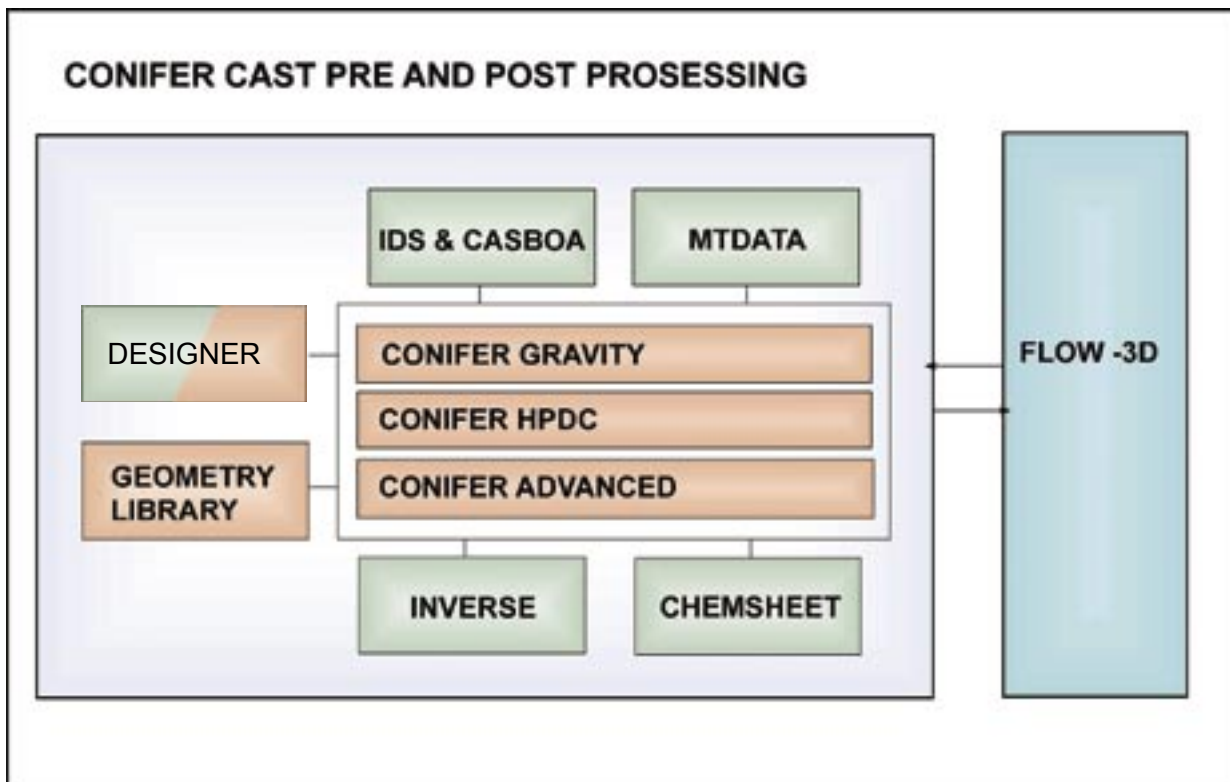 CONIFER CAST PRE AND POST PROSESSING
IDS & CASBOA
MTDATA
DESIGNER
CONIFER GRAVITY
FLOW -3D
CONIFER HPDC
CONIFER ADVANCED
GEOMETRY
LIBRARY
INVERSE
CHEMSHEET